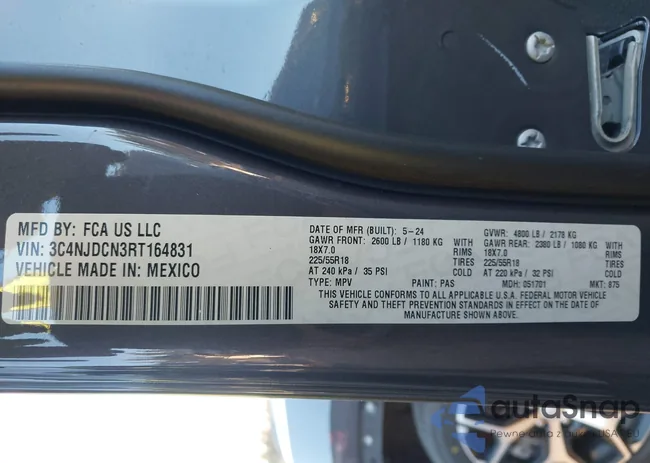 MFD BY: FCA US LLC
VIN: 3C4NJDCN3RT164831
VEHICLE MADE IN: MEXICO
DATE OF MFR (BUILT): 5-24
GAWR FRONT: 2600 LB / 1180 KG WITH
18X7.0 RIMS
225/55R18 TIRES
AT 240 kPa / 35 PSI COLD
TYPE: MPV
GVWR: 4800 LB / 2178 KG
GAWR REAR: 2380 LB / 1080 KG WITH
18X7.0 RIMS
225/55R18 TIRES
AT 220 kPa / 32 PSI COLD
PAINT: PAS MDH: 051701 MKT: 875
THIS VEHICLE CONFORMS TO ALL APPLICABLE U.S.A. FEDERAL MOTOR VEHICLE
SAFETY AND THEFT PREVENTION STANDARDS IN EFFECT ON THE DATE OF
MANUFACTURE SHOWN ABOVE.
autoSnap
Pewne auto z USA